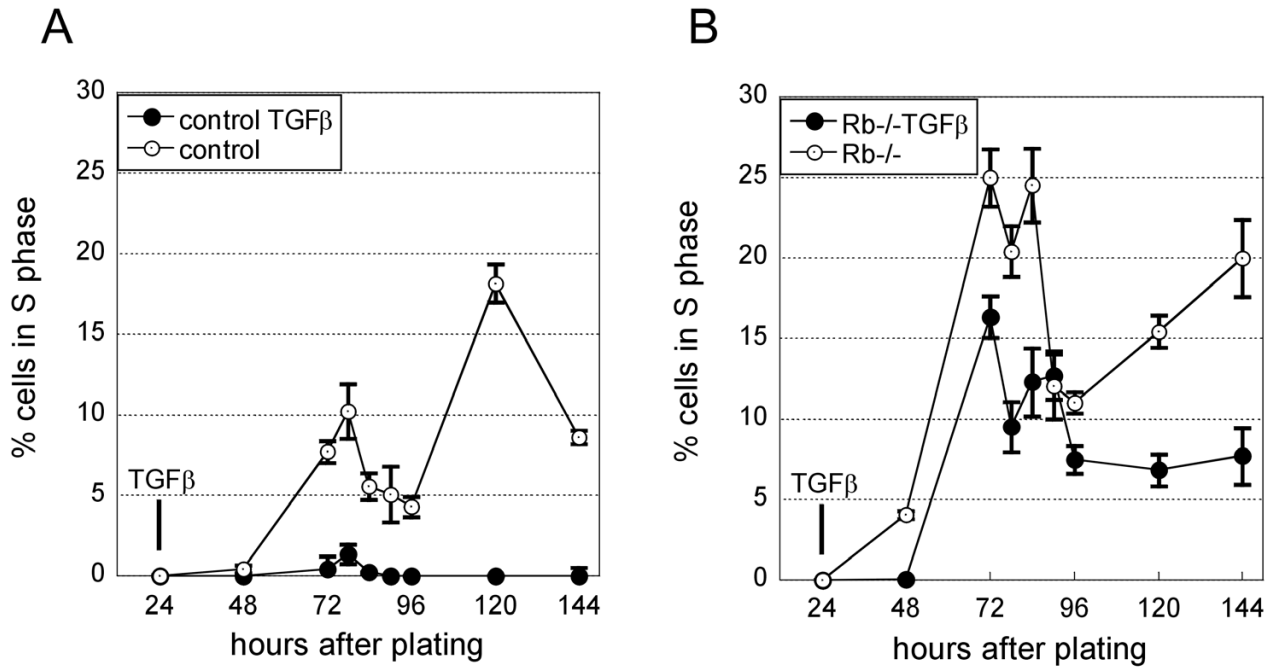 A
% cells in S phase
30
25
20
15
10
5
0
control TGFβ
control
TGFβ
24 48 72 96 120 144
hours after plating
B
% cells in S phase
30
25
20
15
10
5
0
Rb-/-TGFβ
Rb-/-
TGFβ
24 48 72 96 120 144
hours after plating